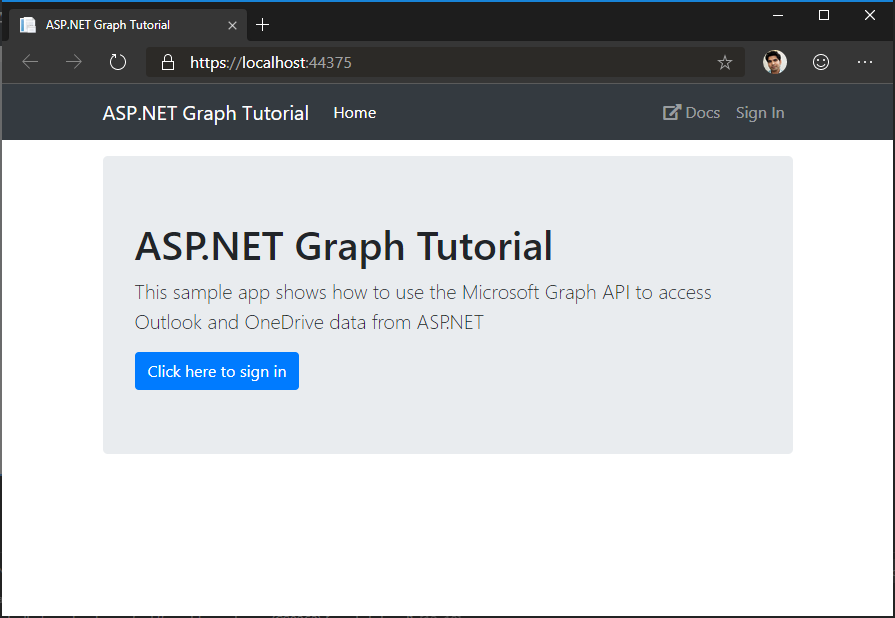 ASP.NET Graph Tutorial
https://localhost:44375
ASP.NET Graph Tutorial Home Docs Sign In
ASP.NET Graph Tutorial
This sample app shows how to use the Microsoft Graph API to access
Outlook and OneDrive data from ASP.NET
Click here to sign in